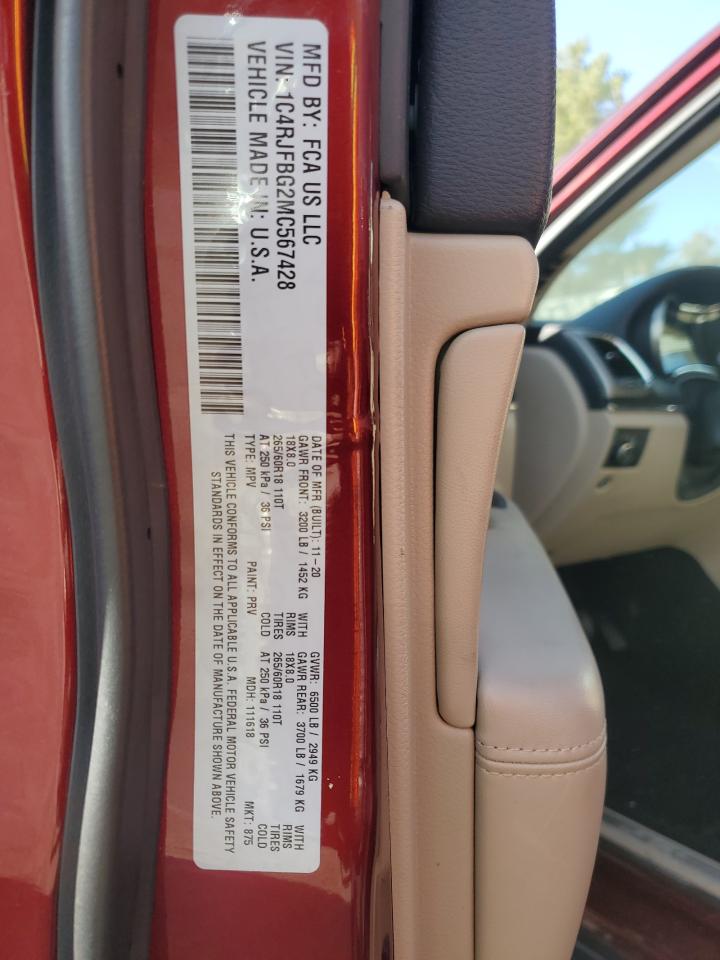 MFD BY: FCA US LLC
VIN: 1C4RJFBG2MC567428
VEHICLE MADE IN: U.S.A.
DATE OF MFR (BUILT): 11-20 GVWR: 6500 LB / 2949 KG
GAWR FRONT: 3200 LB / 1452 KG WITH GAWR REAR: 3700 LB / 1679 KG WITH
18X8.0 RIMS 18X8.0 RIMS
265/60R18 110T TIRES 265/60R18 110T TIRES
AT 250 kPa / 36 PSI COLD AT 250 kPa / 36 PSI COLD
TYPE: MPV PAINT: PRV MDH: 111618 MKT: 875
THIS VEHICLE CONFORMS TO ALL APPLICABLE U.S.A. FEDERAL MOTOR VEHICLE SAFETY
STANDARDS IN EFFECT ON THE DATE OF MANUFACTURE SHOWN ABOVE.